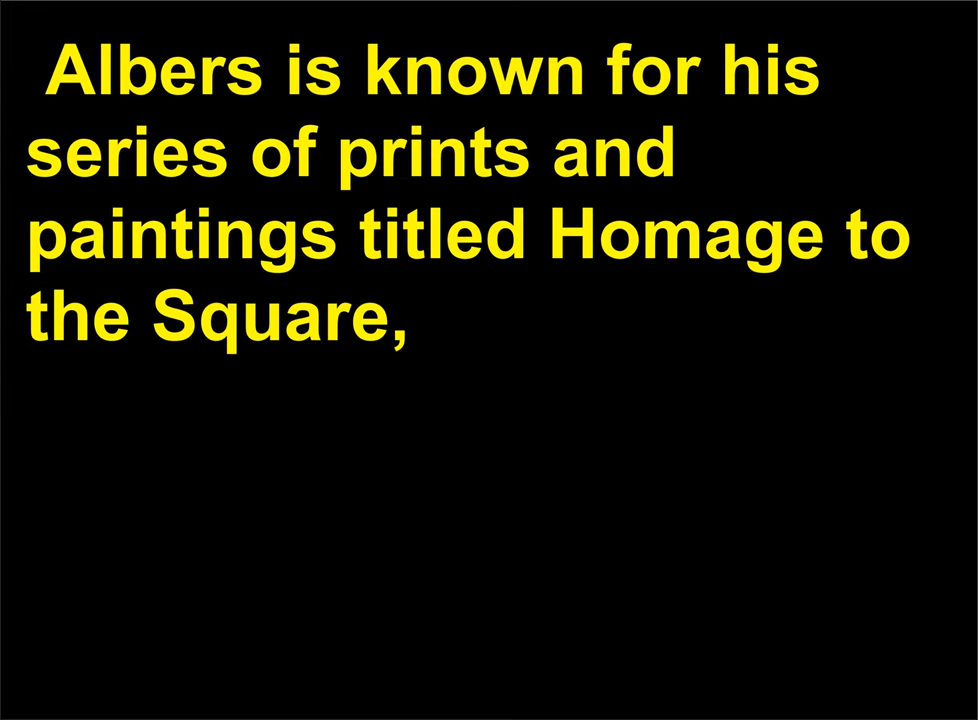 Albers is known for his
series of prints and
paintings titled Homage to
the Square,